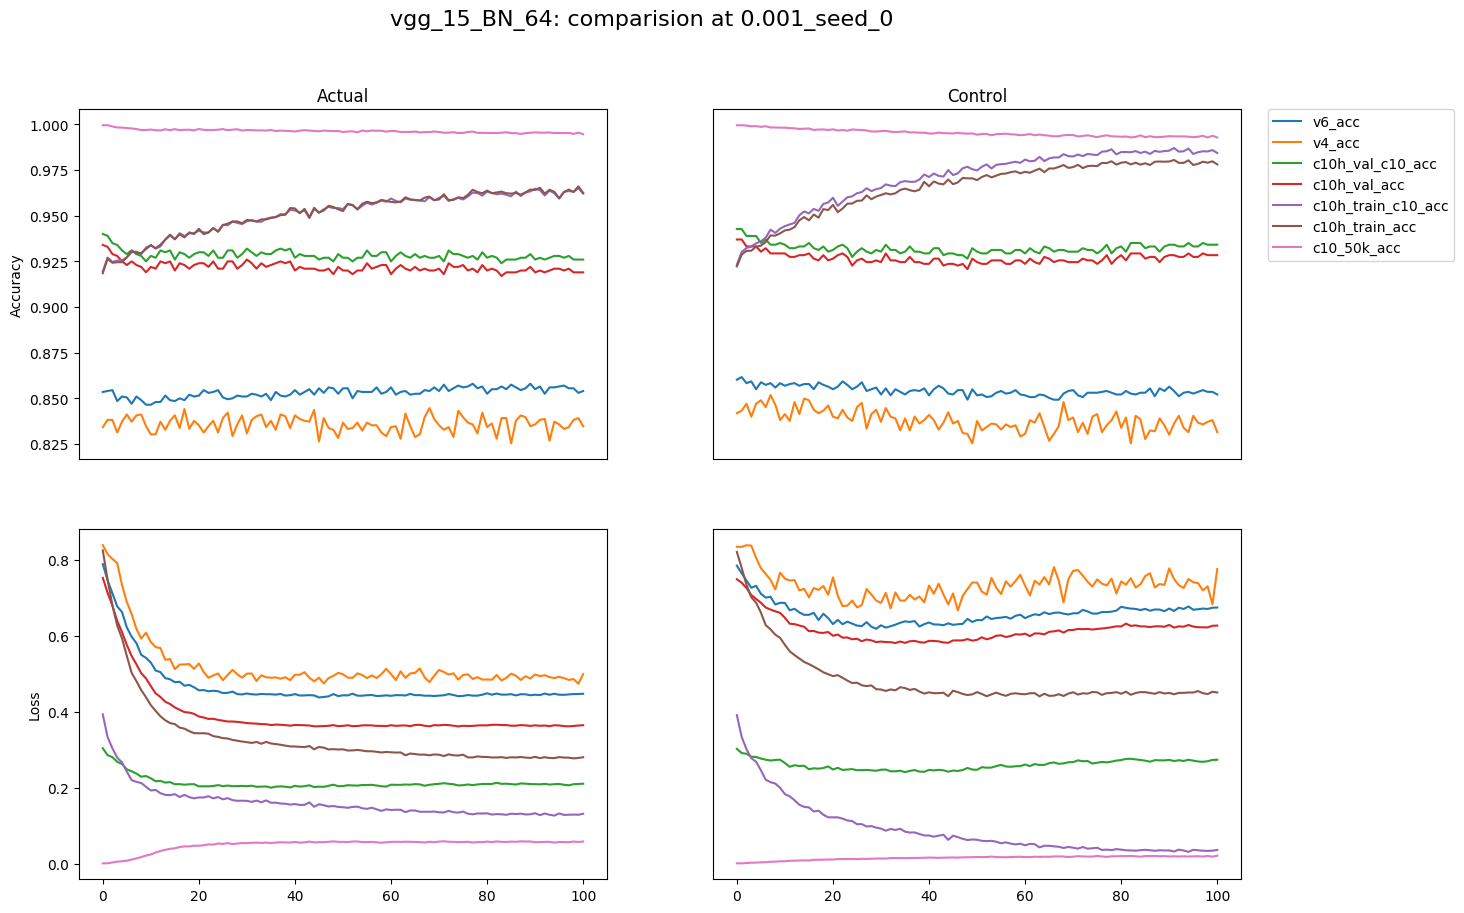 vgg_15_BN_64: comparision at 0.001_seed_0
Actual
Control
Accuracy
1.000
0.975
0.950
0.925
0.900
0.875
0.850
0.825
v6_acc
v4_acc
c10h_val_c10_acc
c10h_val_acc
c10h_train_c10_acc
c10h_train_acc
c10_50k_acc
Loss
0.8
0.6
0.4
0.2
0.0
0 20 40 60 80 100
0 20 40 60 80 100